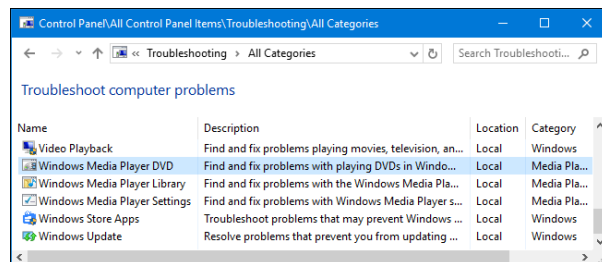 Control Panel\All Control Panel Items\Troubleshooting\All Categories
« Troubleshooting > All Categories
Search Troubleshooti...
Troubleshoot computer problems
Name Description Location Category
Video Playback Find and fix problems playing movies, television, an... Local Windows
Windows Media Player DVD Find and fix problems with playing DVDs in Windo... Local Media Pla...
Windows Media Player Library Find and fix problems with the Windows Media Pla... Local Media Pla...
Windows Media Player Settings Find and fix problems with Windows Media Player s... Local Media Pla...
Windows Store Apps Troubleshoot problems that may prevent Windows ... Local Windows
Windows Update Resolve problems that prevent you from updating ... Local Windows